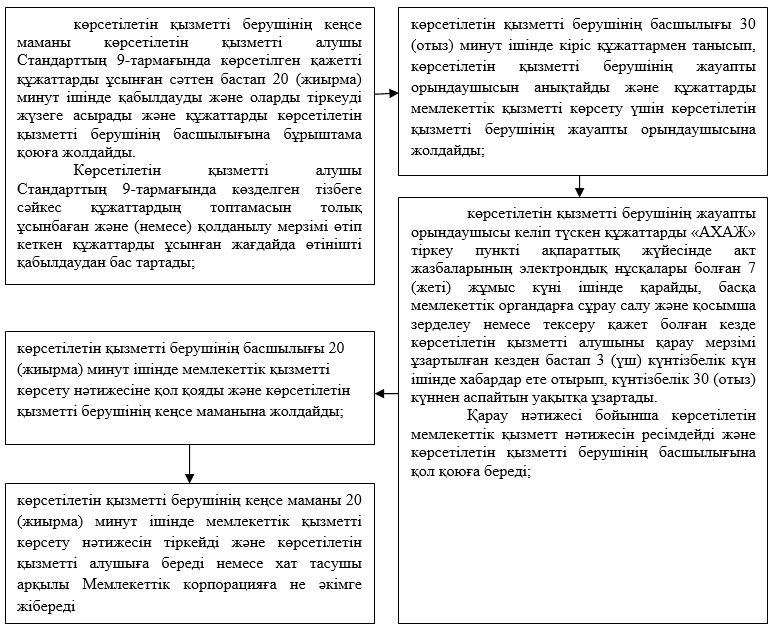 көрсетілетін қызметті берушінің кеңсе
маманы көрсетілетін қызметті алушы
Стандарттың 9-тармағында көрсетілген қажетті
құжаттарды ұсынған сәттен бастап 20 (жиырма)
минут ішінде қабылдауды және оларды тіркеуді
жүзеге асырады және құжаттарды көрсетілетін
қызметті берушінің басшылығына бұрыштама
қоюға жолдайды.
Көрсетілетін қызметті алушы
Стандарттың 9-тармағында көзделген тізбеге
сәйкес құжаттардың топтамасын толық
ұсынбаған және (немесе) қолданылу мерзімі өтіп
кеткен құжаттарды ұсынған жағдайда өтінішті
қабылдаудан бас тартады;
көрсетілетін қызметті берушінің басшылығы 30
(отыз) минут ішінде кіріс құжаттармен танысып,
көрсетілетін қызметті берушінің жауапты
орындаушысын анықтайды және құжаттарды
мемлекеттік қызметті көрсету үшін көрсетілетін
қызметті берушінің жауапты орындаушысына
жолдайды;
көрсетілетін қызметті берушінің жауапты
орындаушысы келіп түскен құжаттарды «АХАЖ»
тіркеу пункті ақпараттық жүйесінде акт
жазбаларының электрондық нұсқалары болған 7
(жеті) жұмыс күні ішінде қарайды, басқа
мемлекеттік органдарға сұрау салу және қосымша
зерделеу немесе тексеру қажет болған кезде
көрсетілетін қызметті алушыны қарау мерзімі
ұзартылған кезден бастап 3 (үш) күнтізбелік күн
ішінде хабардар ете отырып, күнтізбелік 30 (отыз)
күннен аспайтын уақытқа ұзартады.
Қарау нәтижесі бойынша көрсетілетін
мемлекеттік қызметт нәтижесін ресімдейді және
көрсетілетін қызметті берушінің басшылығына
қол қоюға береді;
көрсетілетін қызметті берушінің басшылығы 20
(жиырма) минут ішінде мемлекеттік қызметті
көрсету нәтижесіне қол қояды және көрсетілетін
қызметті берушінің кеңсе маманына жолдайды;
көрсетілетін қызметті берушінің кеңсе маманы 20
(жиырма) минут ішінде мемлекеттік қызметті
көрсету нәтижесін тіркейді және көрсетілетін
қызметті алушыға береді немесе хат тасушы
арқылы Мемлекеттік корпорацияға не әкімге
жібереді